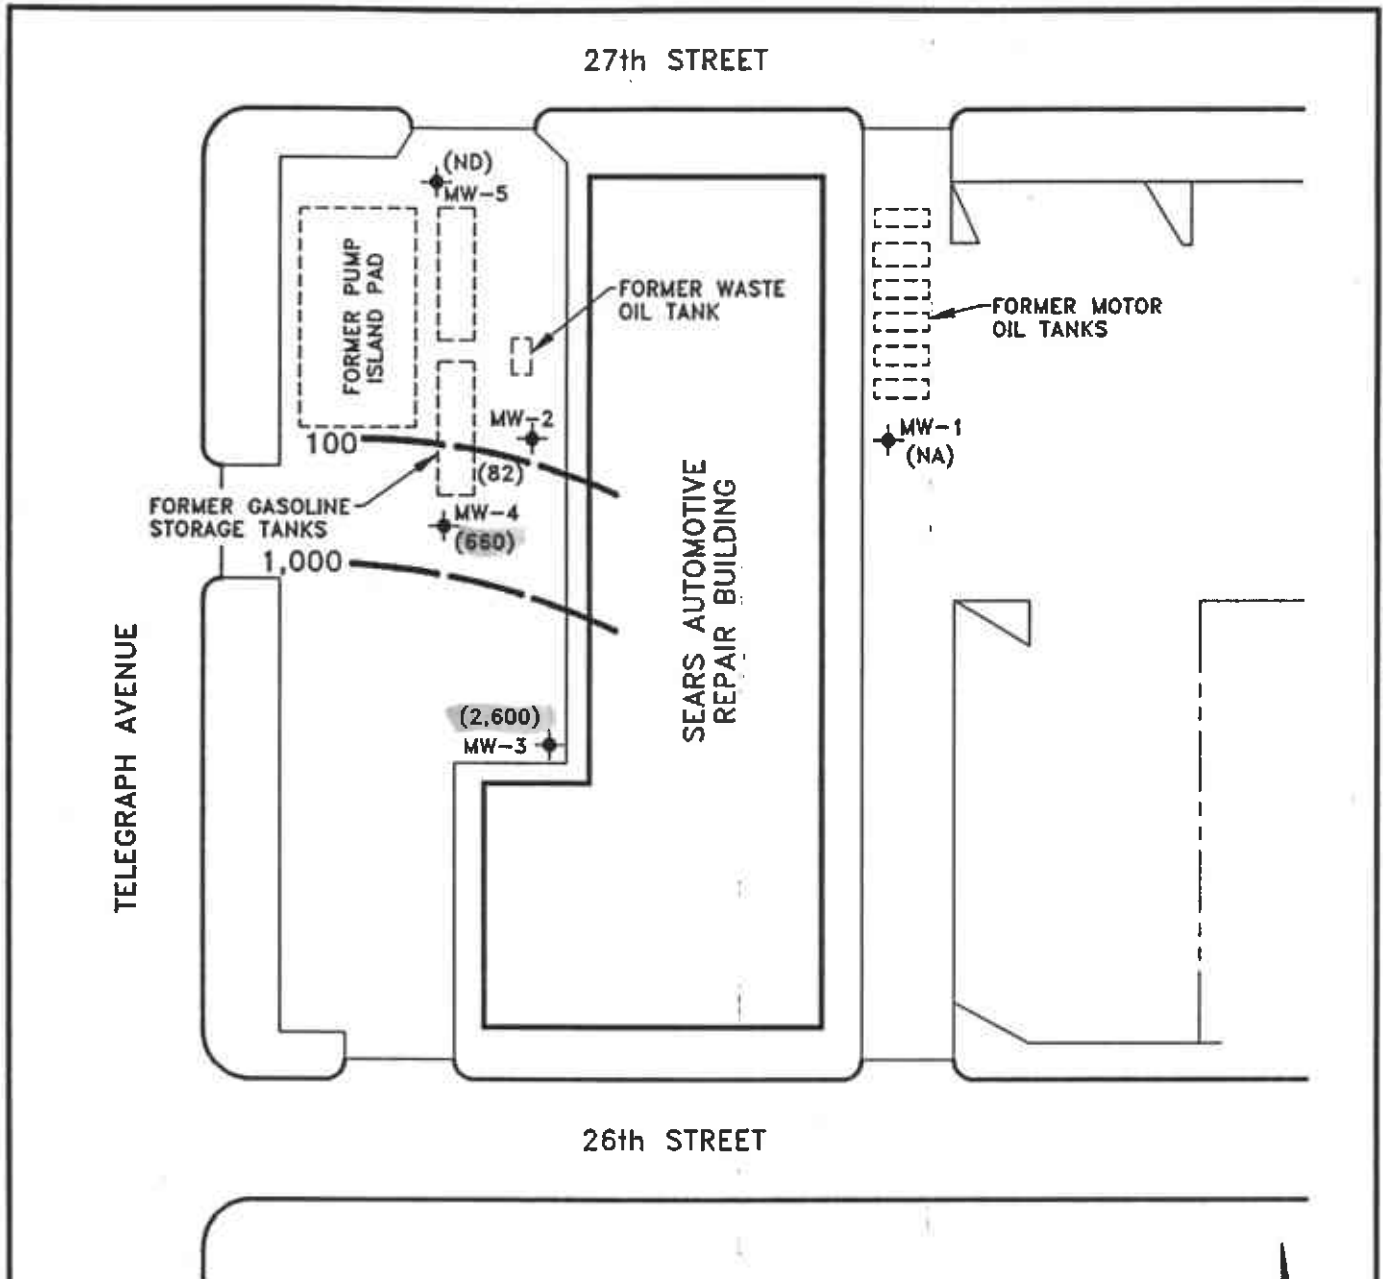 27th STREET
(ND)
MW-5
FORMER PUMP
ISLAND PAD
FORMER WASTE
OIL TANK
FORMER MOTOR
OIL TANKS
MW-2
100
(82)
MW-1
(NA)
FORMER GASOLINE
STORAGE TANKS
MW-4
(660)
1,000
SEARS AUTOMOTIVE
REPAIR BUILDING
TELEGRAPH AVENUE
(2,600)
MW-3
26th STREET